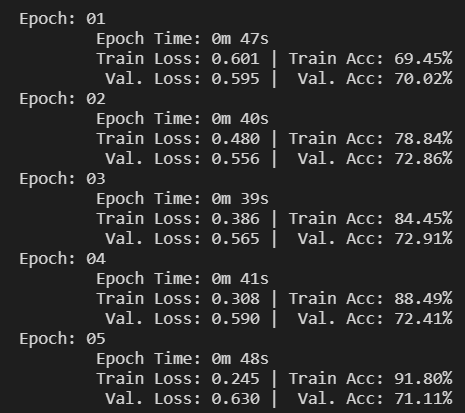 Epoch: 01
Epoch Time: 0m 47s
Train Loss: 0.601 | Train Acc: 69.45%
Val. Loss: 0.595 | Val. Acc: 70.02%
Epoch: 02
Epoch Time: 0m 40s
Train Loss: 0.480 | Train Acc: 78.84%
Val. Loss: 0.556 | Val. Acc: 72.86%
Epoch: 03
Epoch Time: 0m 39s
Train Loss: 0.386 | Train Acc: 84.45%
Val. Loss: 0.565 | Val. Acc: 72.91%
Epoch: 04
Epoch Time: 0m 41s
Train Loss: 0.308 | Train Acc: 88.49%
Val. Loss: 0.590 | Val. Acc: 72.41%
Epoch: 05
Epoch Time: 0m 48s
Train Loss: 0.245 | Train Acc: 91.80%
Val. Loss: 0.630 | Val. Acc: 71.11%